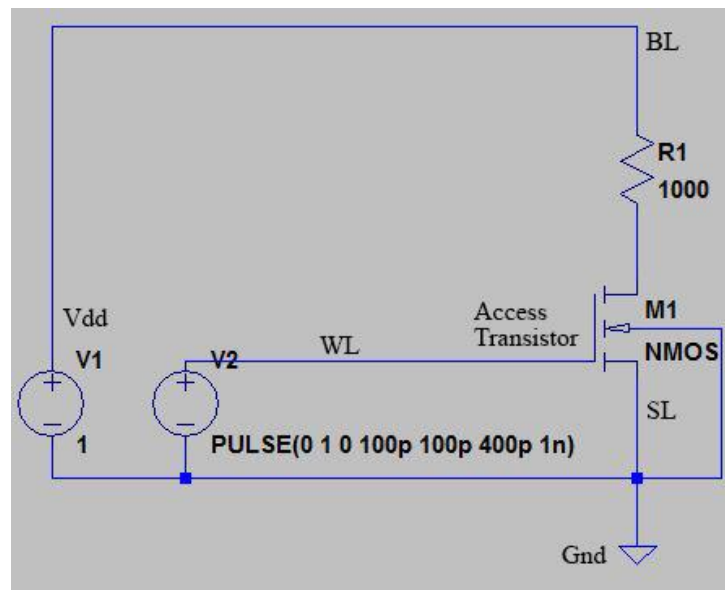 BL
R1
1000
Vdd
V1
1
WL
V2
PULSE(0 1 0 100p 100p 400p 1n)
Access
Transistor
M1
NMOS
SL
Gnd